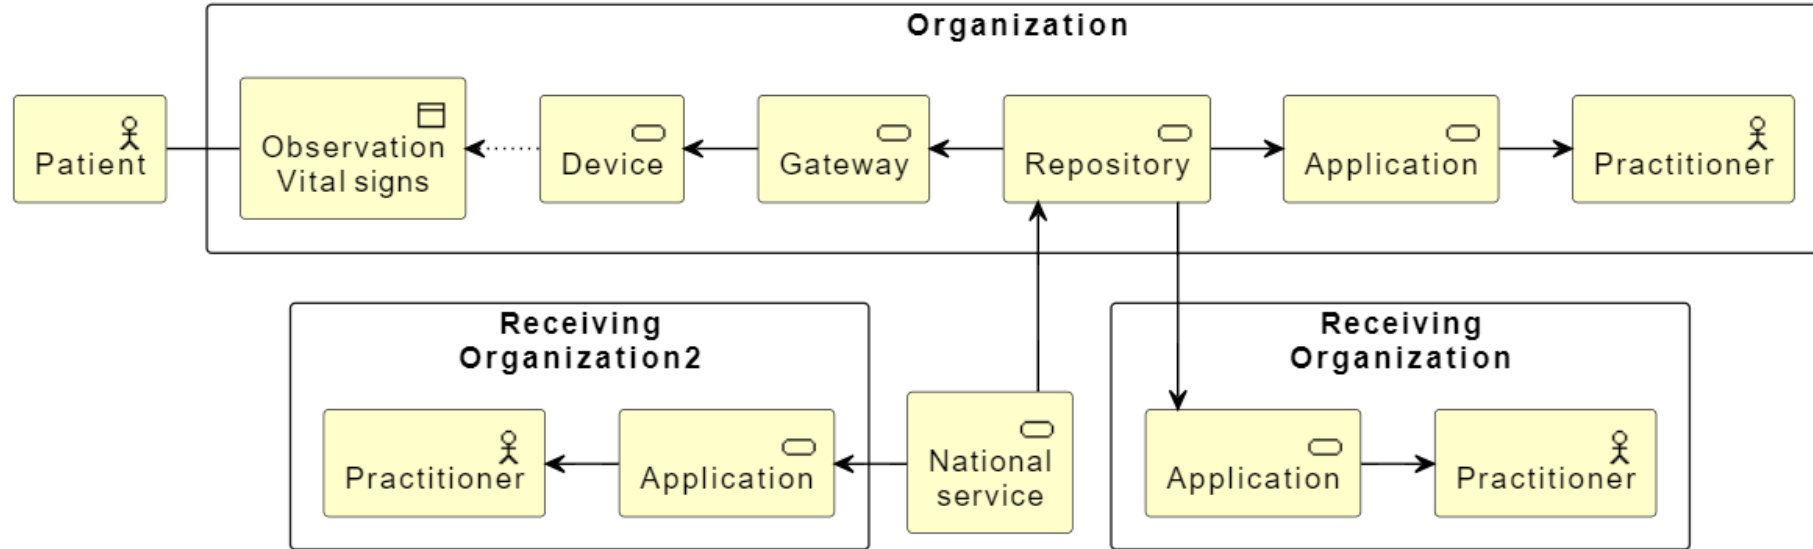 Organization
Patient
Observation
Vital signs
Device
Gateway
Repository
Application
Practitioner
Receiving
Organization2
Practitioner
Application
National
service
Receiving
Organization
Application
Practitioner